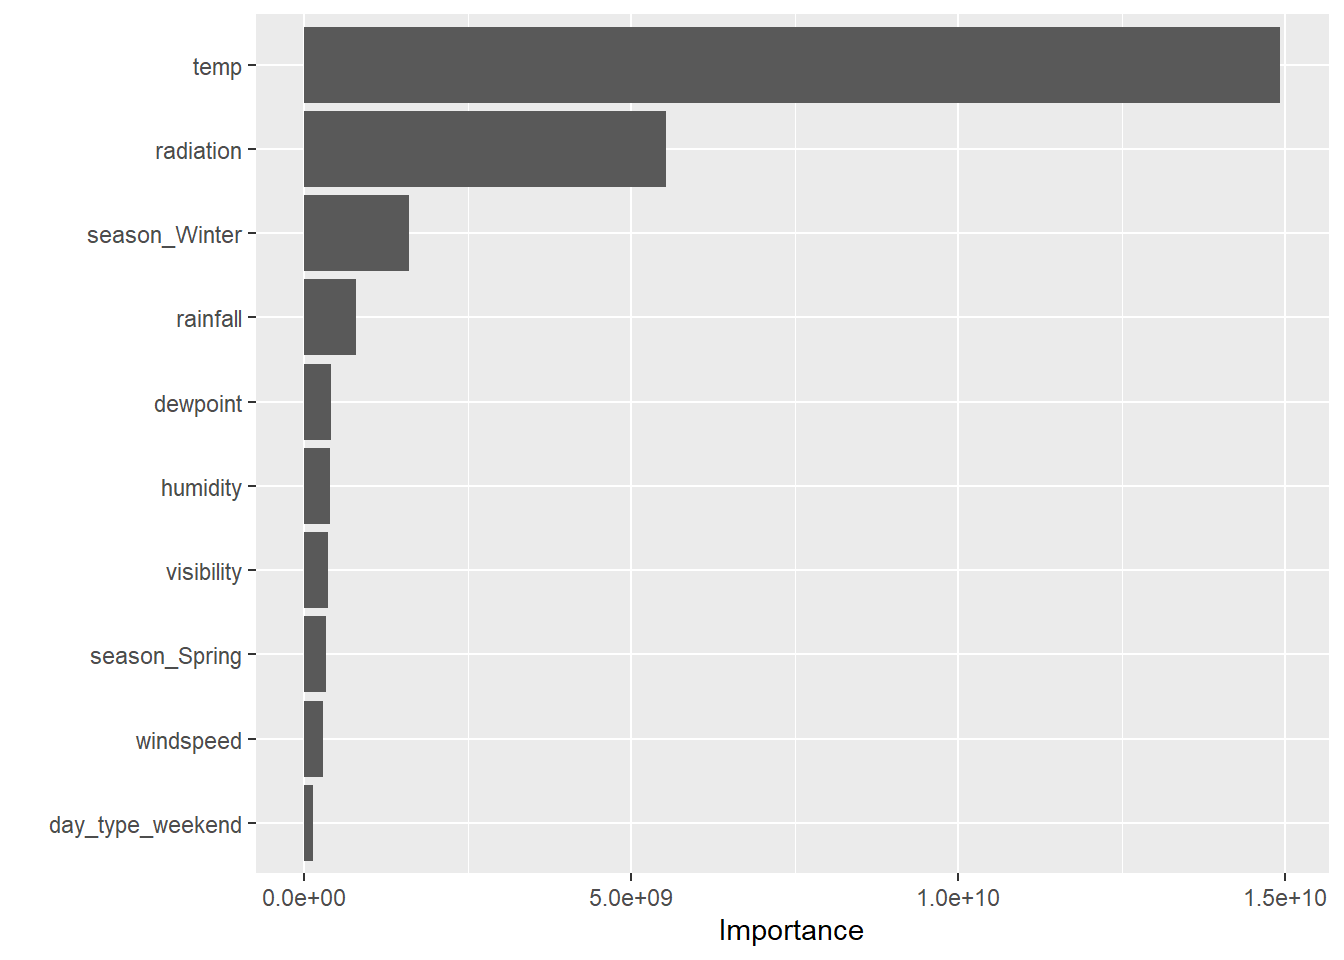 temp
radiation
season_Winter
rainfall
dewpoint
humidity
visibility
season_Spring
windspeed
day_type_weekend
0.0e+00 5.0e+09 1.0e+10 1.5e+10
Importance